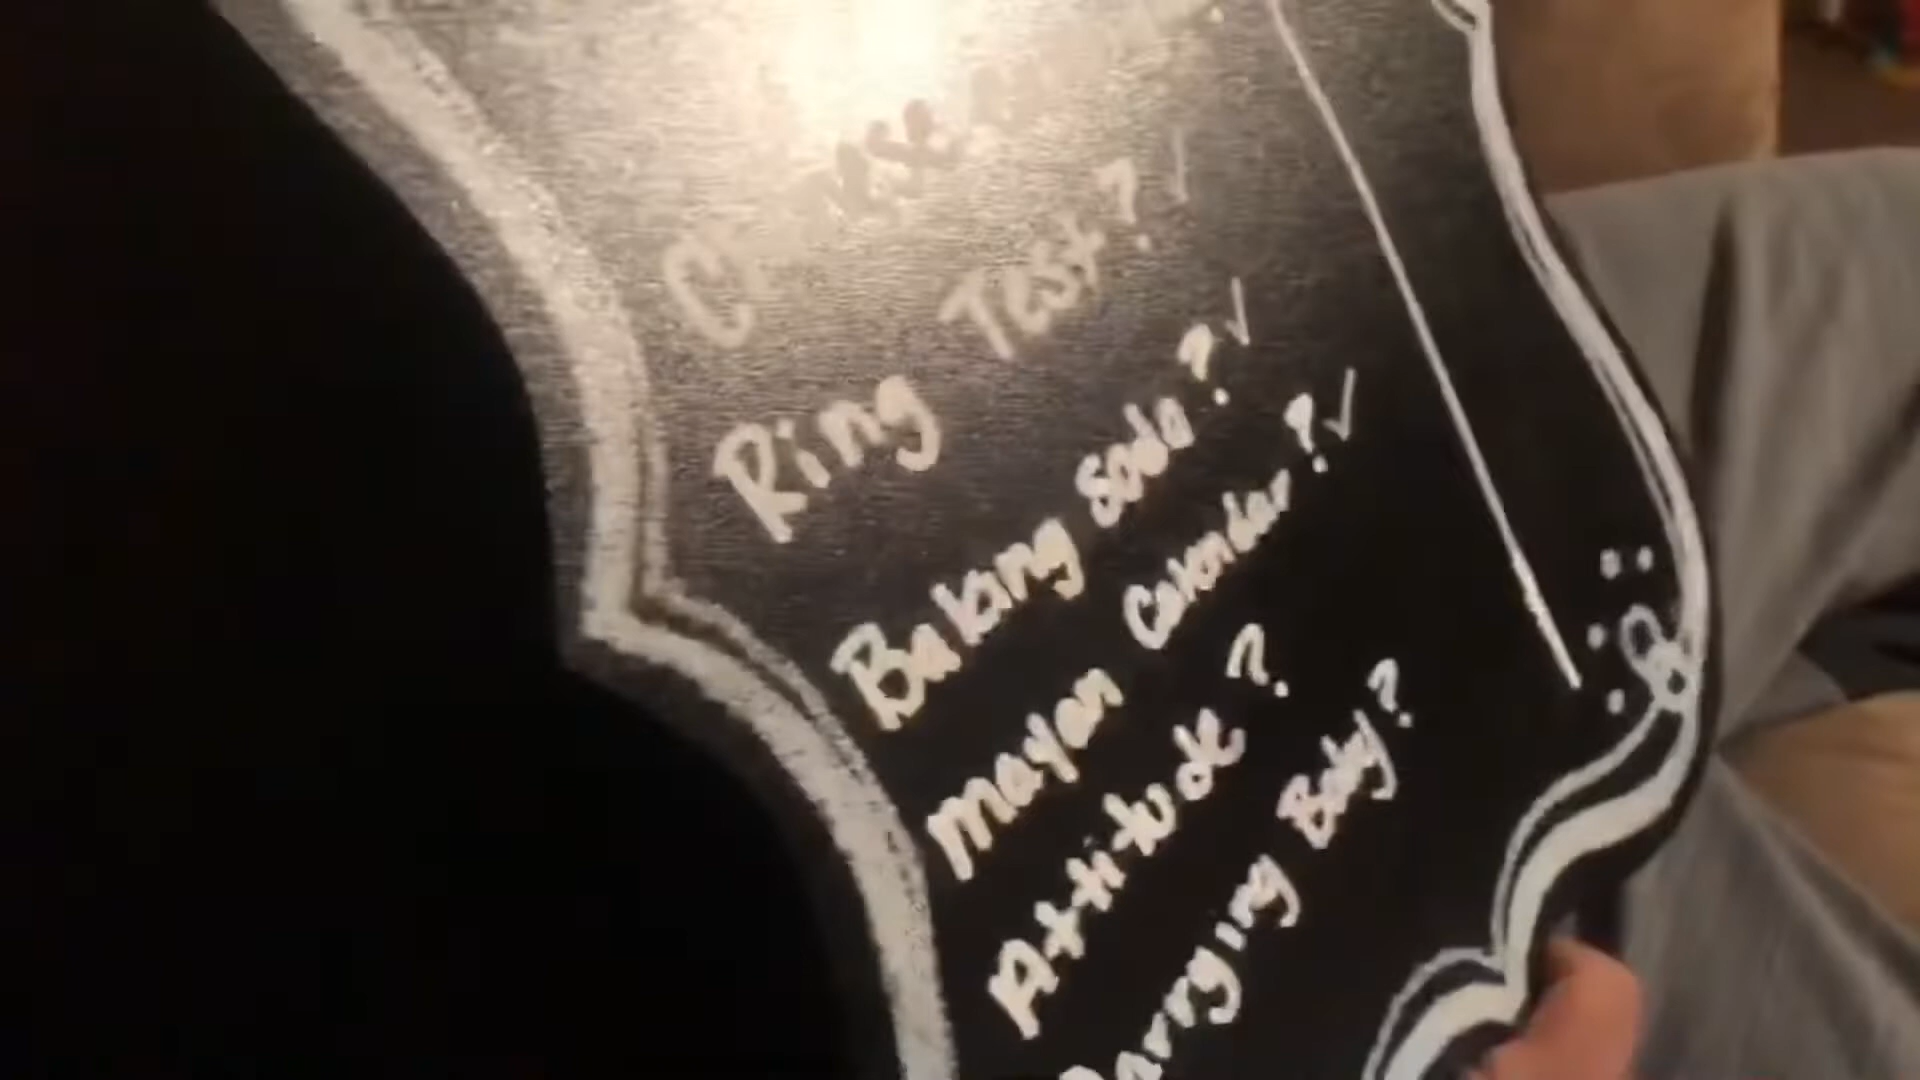 Ring Test? ✓
Baking soda? ✓
Mayan Calendar? ✓
Attitude?
Carrying Baby?